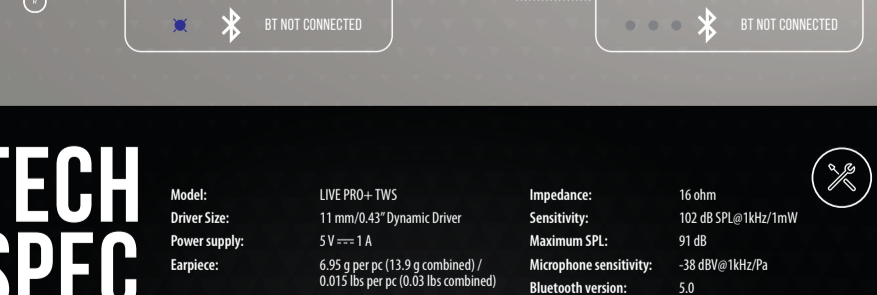 BT NOT CONNECTED
BT NOT CONNECTED
TECH
SPEC
Model: LIVE PRO+ TWS
Driver Size: 11 mm/0.43” Dynamic Driver
Power supply: 5 V ⎓ 1 A
Earpiece: 6.95 g per pc (13.9 g combined) /
0.015 lbs per pc (0.03 lbs combined)
Impedance: 16 ohm
Sensitivity: 102 dB SPL@1kHz/1mW
Maximum SPL: 91 dB
Microphone sensitivity: -38 dBV@1kHz/Pa
Bluetooth version: 5.0